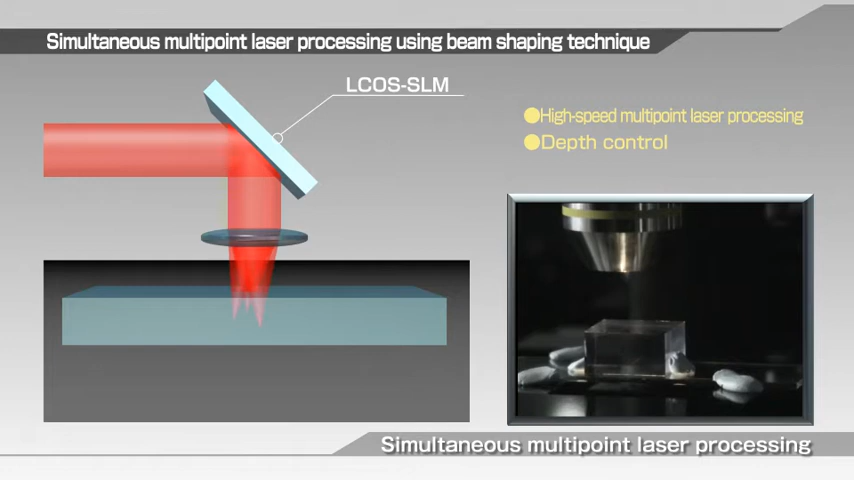 Simultaneous multipoint laser processing using beam shaping technique
LCOS-SLM
●High-speed multipoint laser processing
●Depth control
Simultaneous multipoint laser processing